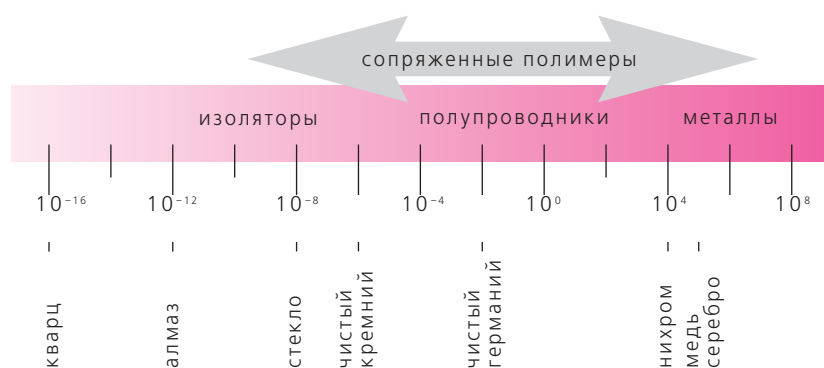 сопряженные полимеры
изоляторы полупроводники металлы
10⁻¹⁶ 10⁻¹² 10⁻⁸ 10⁻⁴ 10⁰ 10⁴ 10⁸
кварц
алмаз
стекло
чистый
кремний
чистый
германий
нихром
медь
серебро